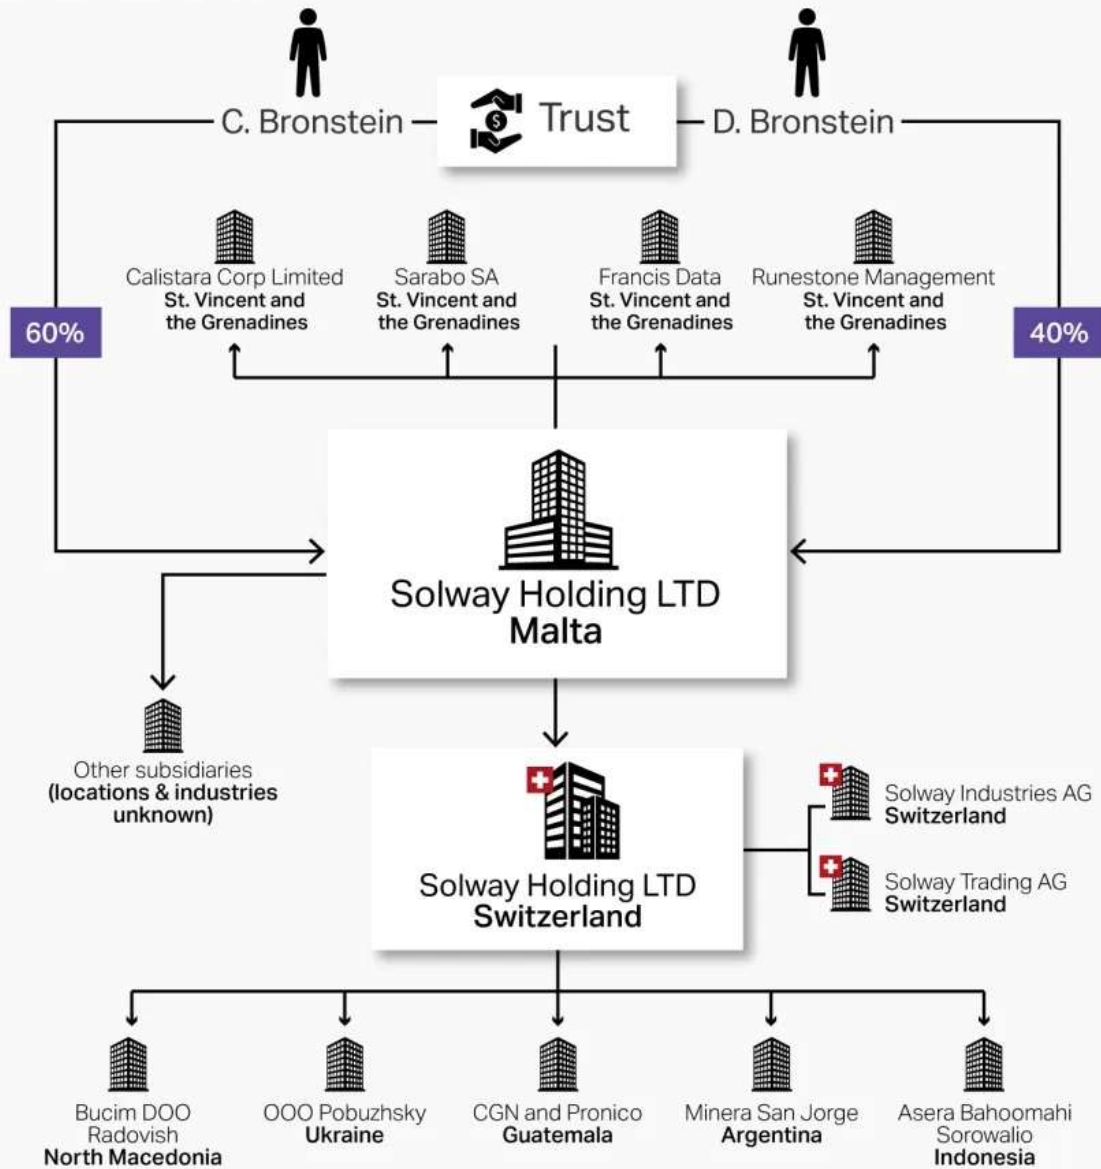 C. Bronstein
Trust
D. Bronstein
Calistara Corp Limited
St. Vincent and
the Grenadines
Sarabo SA
St. Vincent and
the Grenadines
Francis Data
St. Vincent and
the Grenadines
Runestone Management
St. Vincent and
the Grenadines
60%
40%
Solway Holding LTD
Malta
Other subsidiaries
(locations & industries
unknown)
Solway Holding LTD
Switzerland
Solway Industries AG
Switzerland
Solway Trading AG
Switzerland
Bucim DOO
Radovish
North Macedonia
OOO Pobuzhsky
Ukraine
CGN and Pronico
Guatemala
Minera San Jorge
Argentina
Asera Bahoomahi
Sorowalio
Indonesia